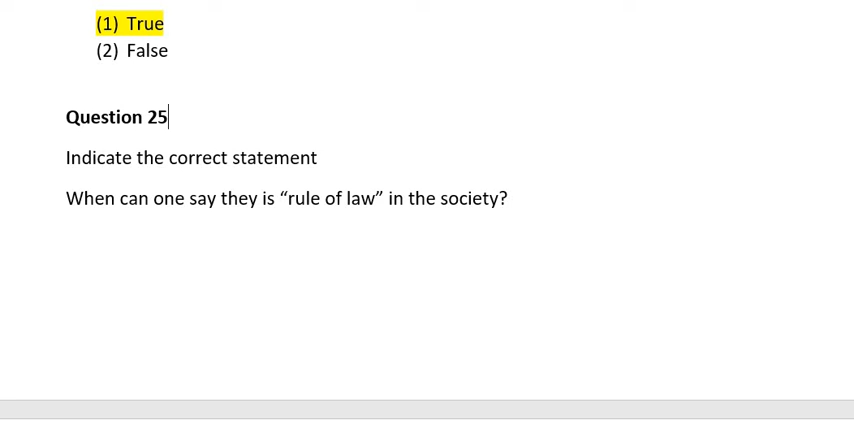 (1) True
(2) False
Question 25
Indicate the correct statement
When can one say they is “rule of law” in the society?